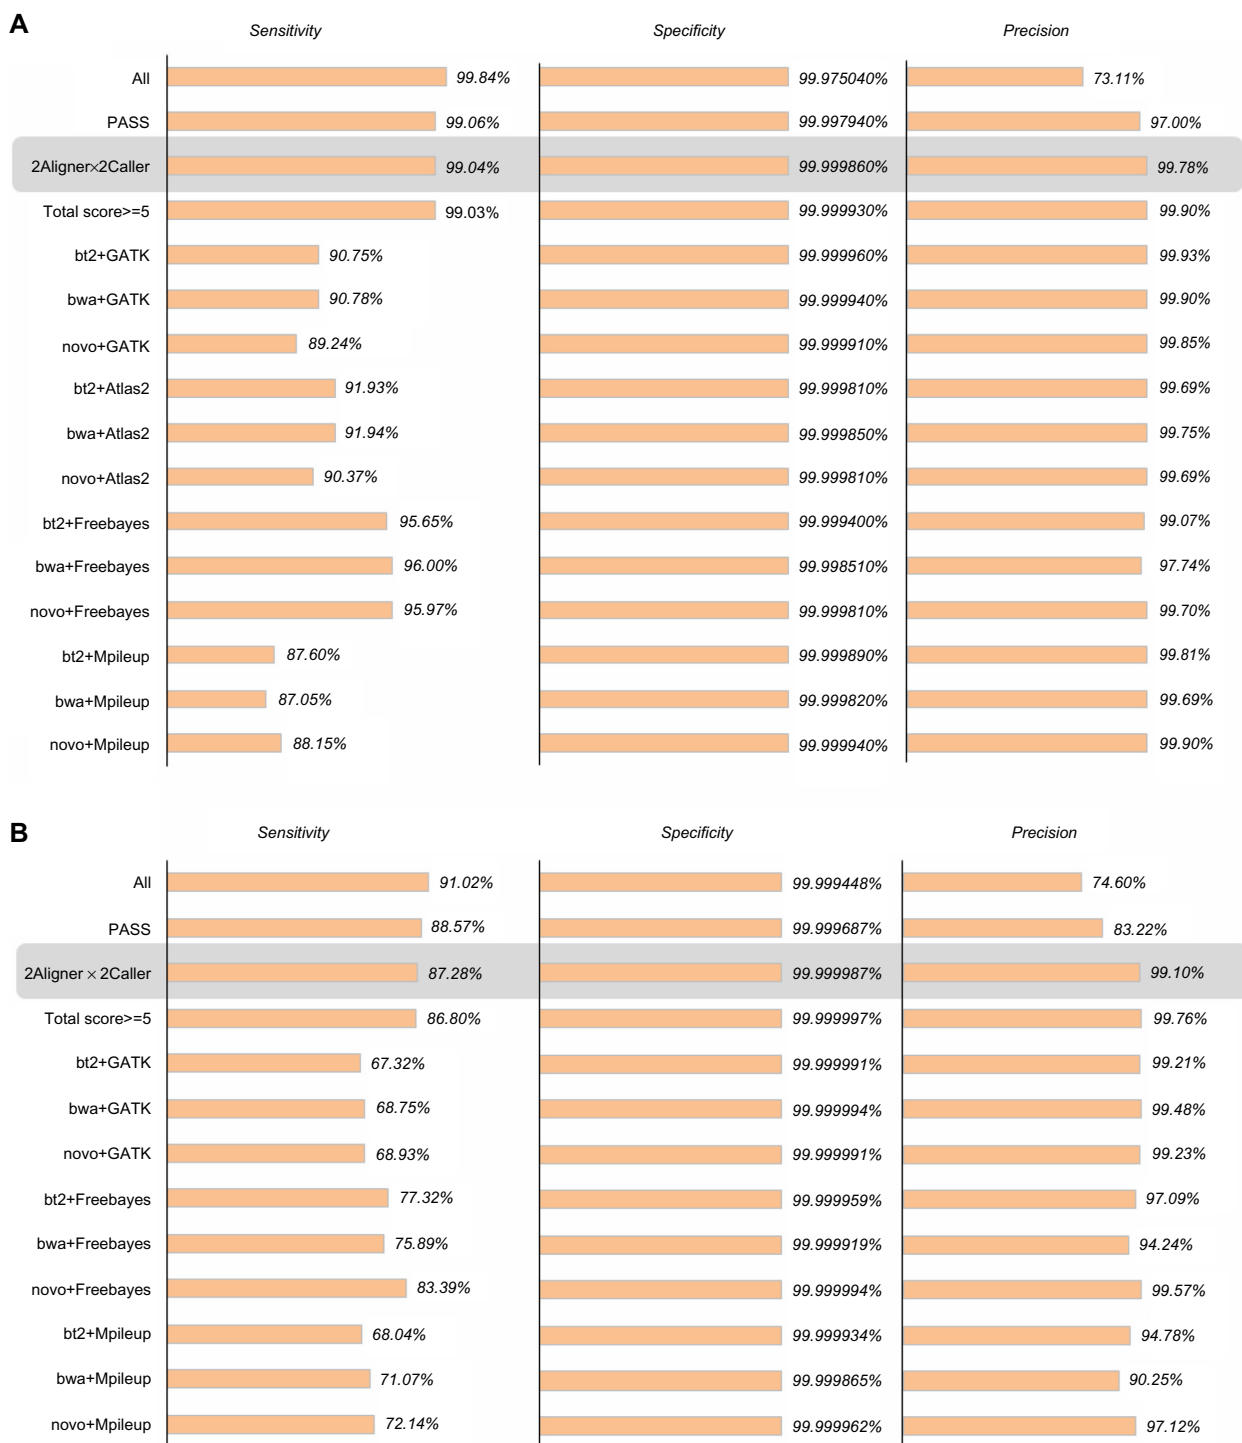 A
Sensitivity Specificity Precision
All 99.84% 99.975040% 73.11%
PASS 99.06% 99.997940% 97.00%
2Aligner×2Caller 99.04% 99.999860% 99.78%
Total score>=5 99.03% 99.999930% 99.90%
bt2+GATK 90.75% 99.999960% 99.93%
bwa+GATK 90.78% 99.999940% 99.90%
novo+GATK 89.24% 99.999910% 99.85%
bt2+Atlas2 91.93% 99.999810% 99.69%
bwa+Atlas2 91.94% 99.999850% 99.75%
novo+Atlas2 90.37% 99.999810% 99.69%
bt2+Freebayes 95.65% 99.999400% 99.07%
bwa+Freebayes 96.00% 99.998510% 97.74%
novo+Freebayes 95.97% 99.999810% 99.70%
bt2+Mpileup 87.60% 99.999890% 99.81%
bwa+Mpileup 87.05% 99.999820% 99.69%
novo+Mpileup 88.15% 99.999940% 99.90%
B
Sensitivity Specificity Precision
All 91.02% 99.999448% 74.60%
PASS 88.57% 99.999687% 83.22%
2Aligner × 2Caller 87.28% 99.999987% 99.10%
Total score>=5 86.80% 99.999997% 99.76%
bt2+GATK 67.32% 99.999991% 99.21%
bwa+GATK 68.75% 99.999994% 99.48%
novo+GATK 68.93% 99.999991% 99.23%
bt2+Freebayes 77.32% 99.999959% 97.09%
bwa+Freebayes 75.89% 99.999919% 94.24%
novo+Freebayes 83.39% 99.999994% 99.57%
bt2+Mpileup 68.04% 99.999934% 94.78%
bwa+Mpileup 71.07% 99.999865% 90.25%
novo+Mpileup 72.14% 99.999962% 97.12%